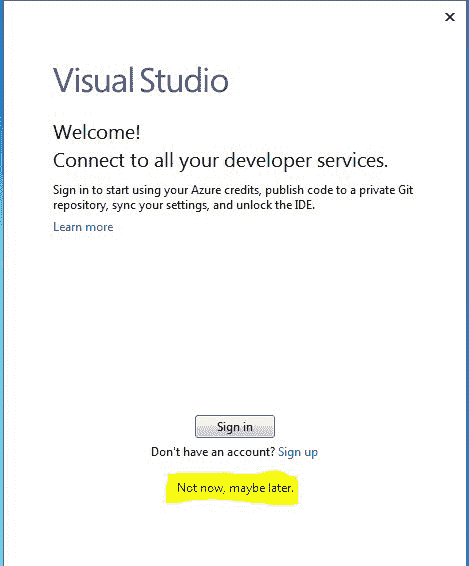 Visual Studio
Welcome!
Connect to all your developer services.
Sign in to start using your Azure credits, publish code to a private Git
repository, sync your settings, and unlock the IDE.
Learn more
Sign in
Don't have an account? Sign up
Not now, maybe later.